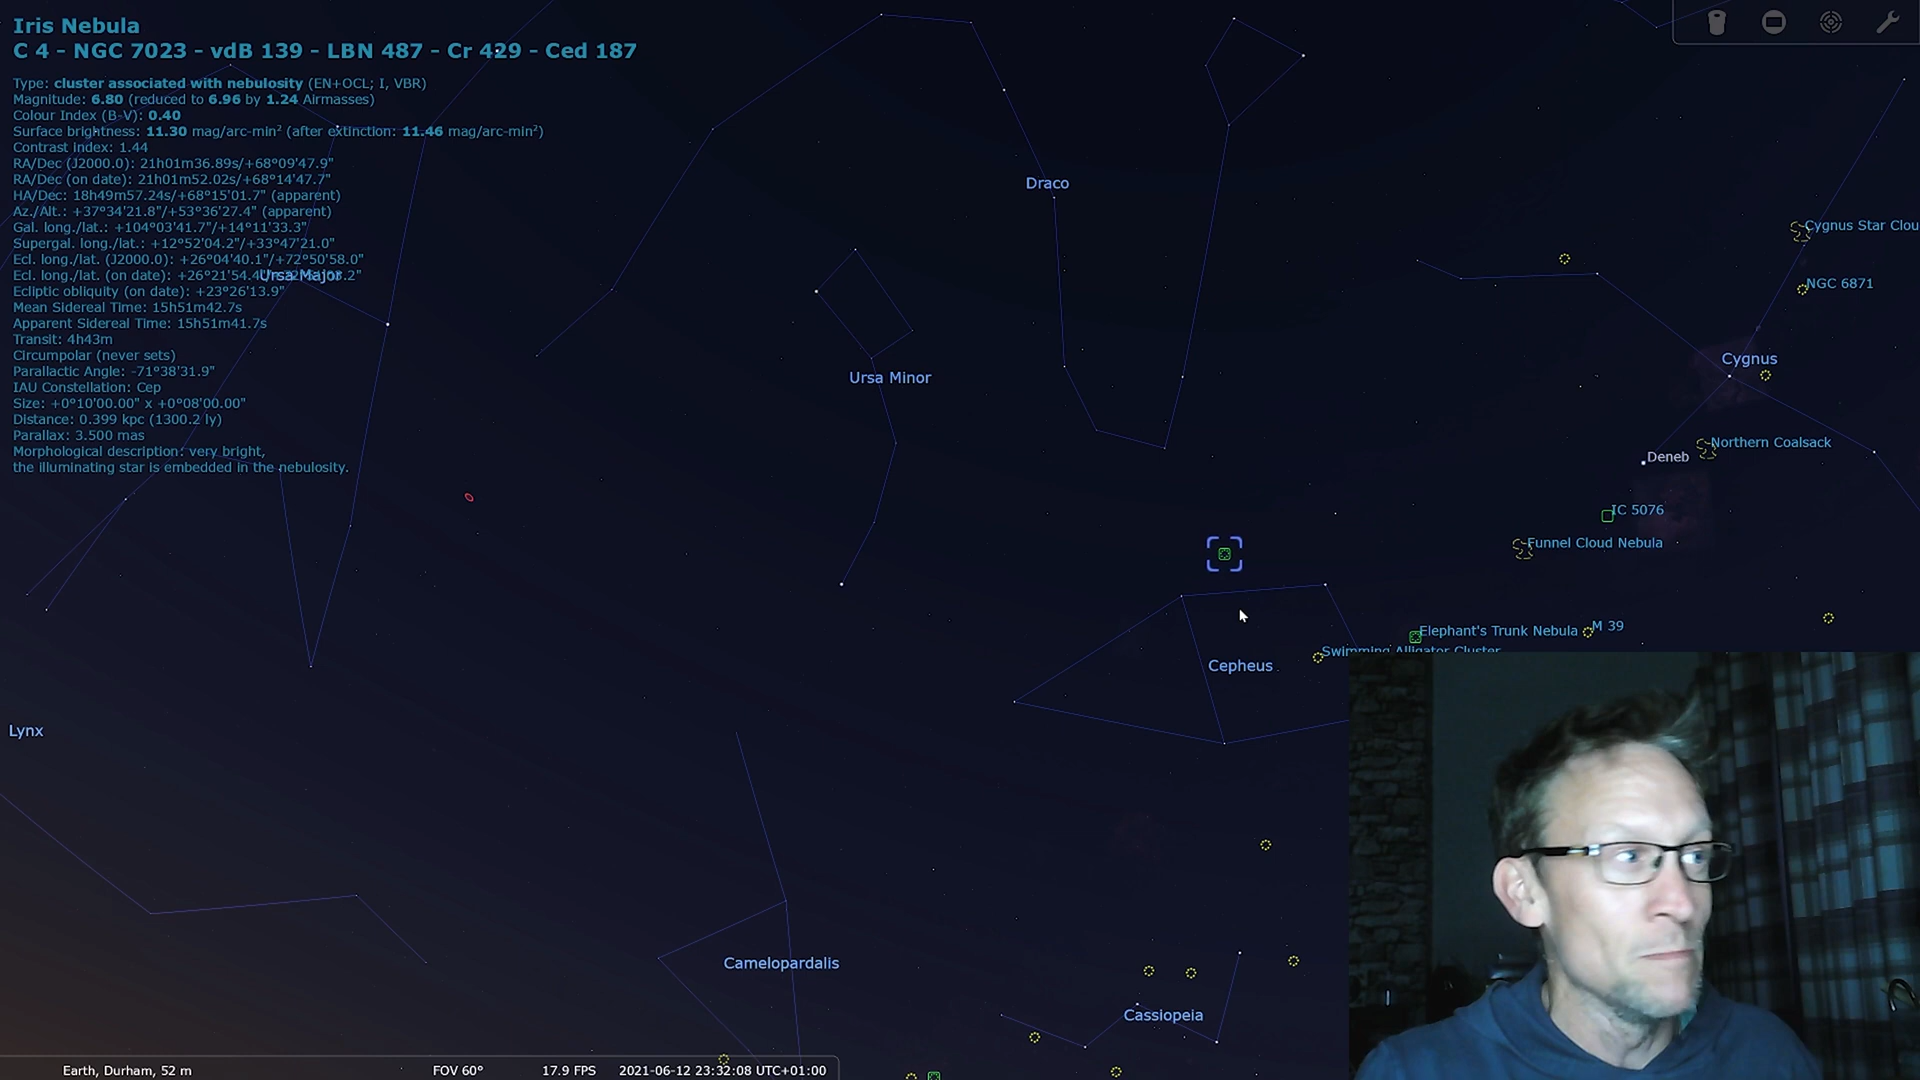 Iris Nebula
C 4 - NGC 7023 - vdB 139 - LBN 487 - Cr 429 - Ced 187
Type: cluster associated with nebulosity (EN+OCL; I, VBR)
Magnitude: 6.80 (reduced to 6.96 by 1.24 Airmasses)
Colour Index (B-V): 0.40
Surface brightness: 11.30 mag/arc-min² (after extinction: 11.46 mag/arc-min²)
Contrast index: 1.44
RA/Dec (J2000.0): 21h01m36.89s/+68°09'47.9"
RA/Dec (on date): 21h01m52.02s/+68°14'47.7"
HA/Dec: 18h49m57.24s/+68°15'01.7" (apparent)
Az./Alt.: +37°34'21.8"/+53°36'27.4" (apparent)
Gal. long./lat.: +104°03'41.7"/+14°11'33.3"
Supergal. long./lat.: +12°52'04.2"/+33°47'21.0"
Ecl. long./lat. (J2000.0): +26°04'40.1"/+72°50'58.0"
Ecl. long./lat. (on date): +26°21'54.4"
Ecliptic obliquity (on date): +23°26'13.9"
Mean Sidereal Time: 15h51m42.7s
Apparent Sidereal Time: 15h51m41.7s
Transit: 4h43m
Circumpolar (never sets)
Parallactic Angle: -71°38'31.9"
IAU Constellation: Cep
Size: +0°10'00.00" x +0°08'00.00"
Distance: 0.399 kpc (1300.2 ly)
Parallax: 3.500 mas
Morphological description: very bright,
the illuminating star is embedded in the nebulosity.
Ursa Major
Draco
Cygnus Star Clou
NGC 6871
Cygnus
Ursa Minor
Northern Coalsack
Deneb
IC 5076
Funnel Cloud Nebula
Elephant's Trunk Nebula
M 39
Swimming Alligator Cluster
Cepheus
Lynx
Camelopardalis
Cassiopeia
Earth, Durham, 52 m
FOV 60°
17.9 FPS
2021-06-12 23:32:08 UTC+01:00